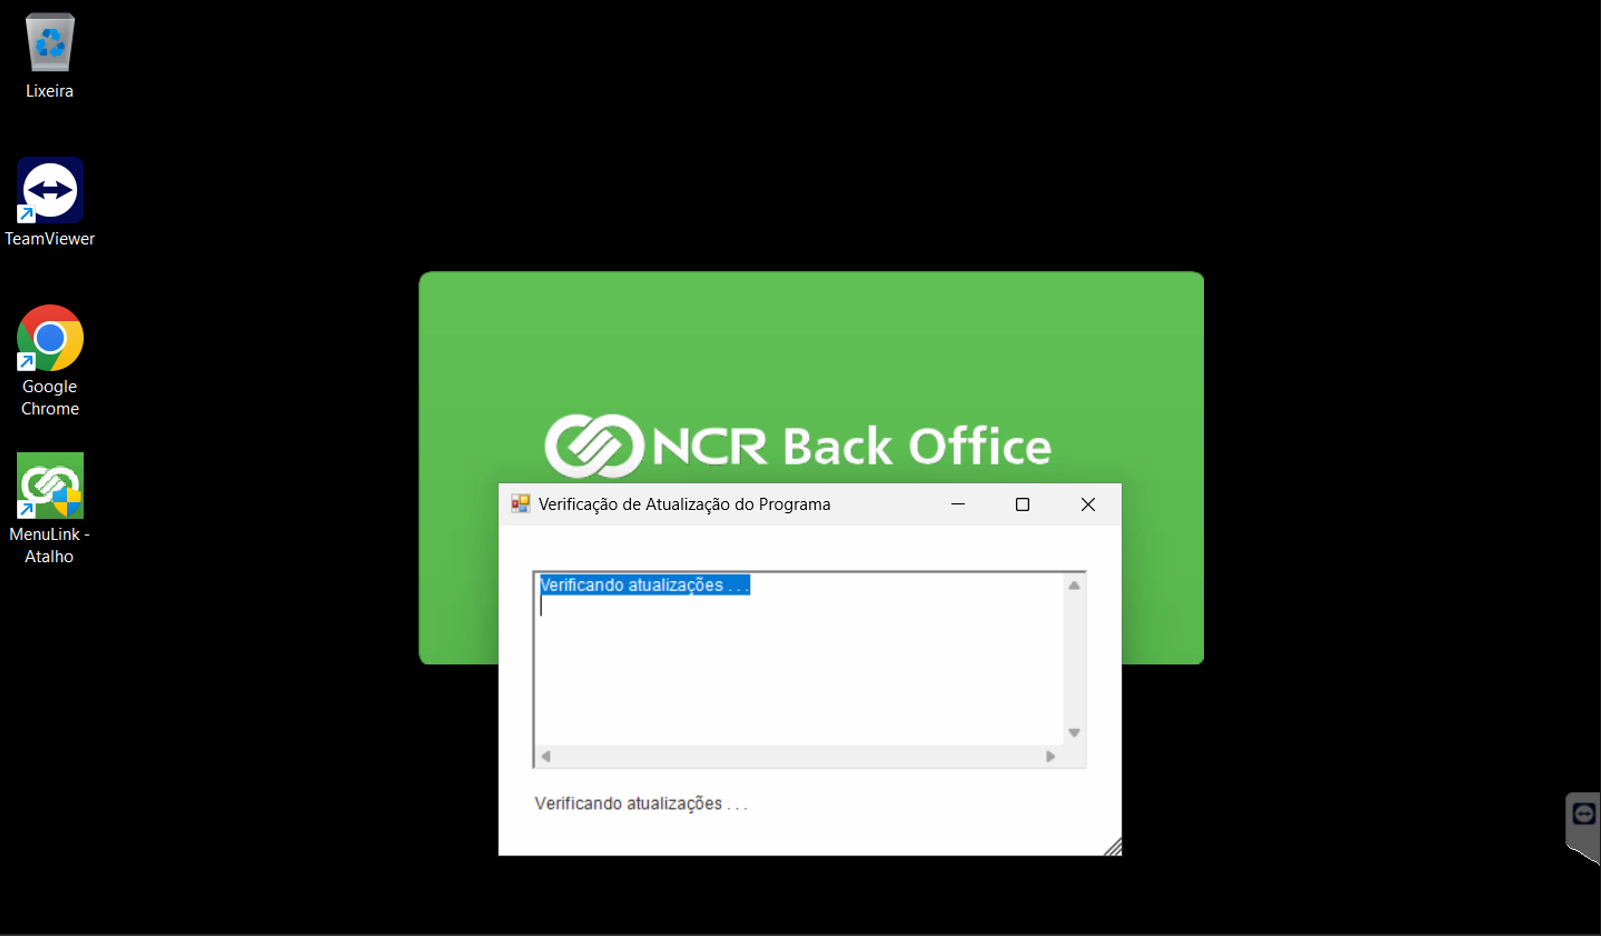 Lixeira
TeamViewer
Google
Chrome
MenuLink -
Atalho
NCR Back Office
Verificação de Atualização do Programa
Verificando atualizações . . .
Verificando atualizações . . .